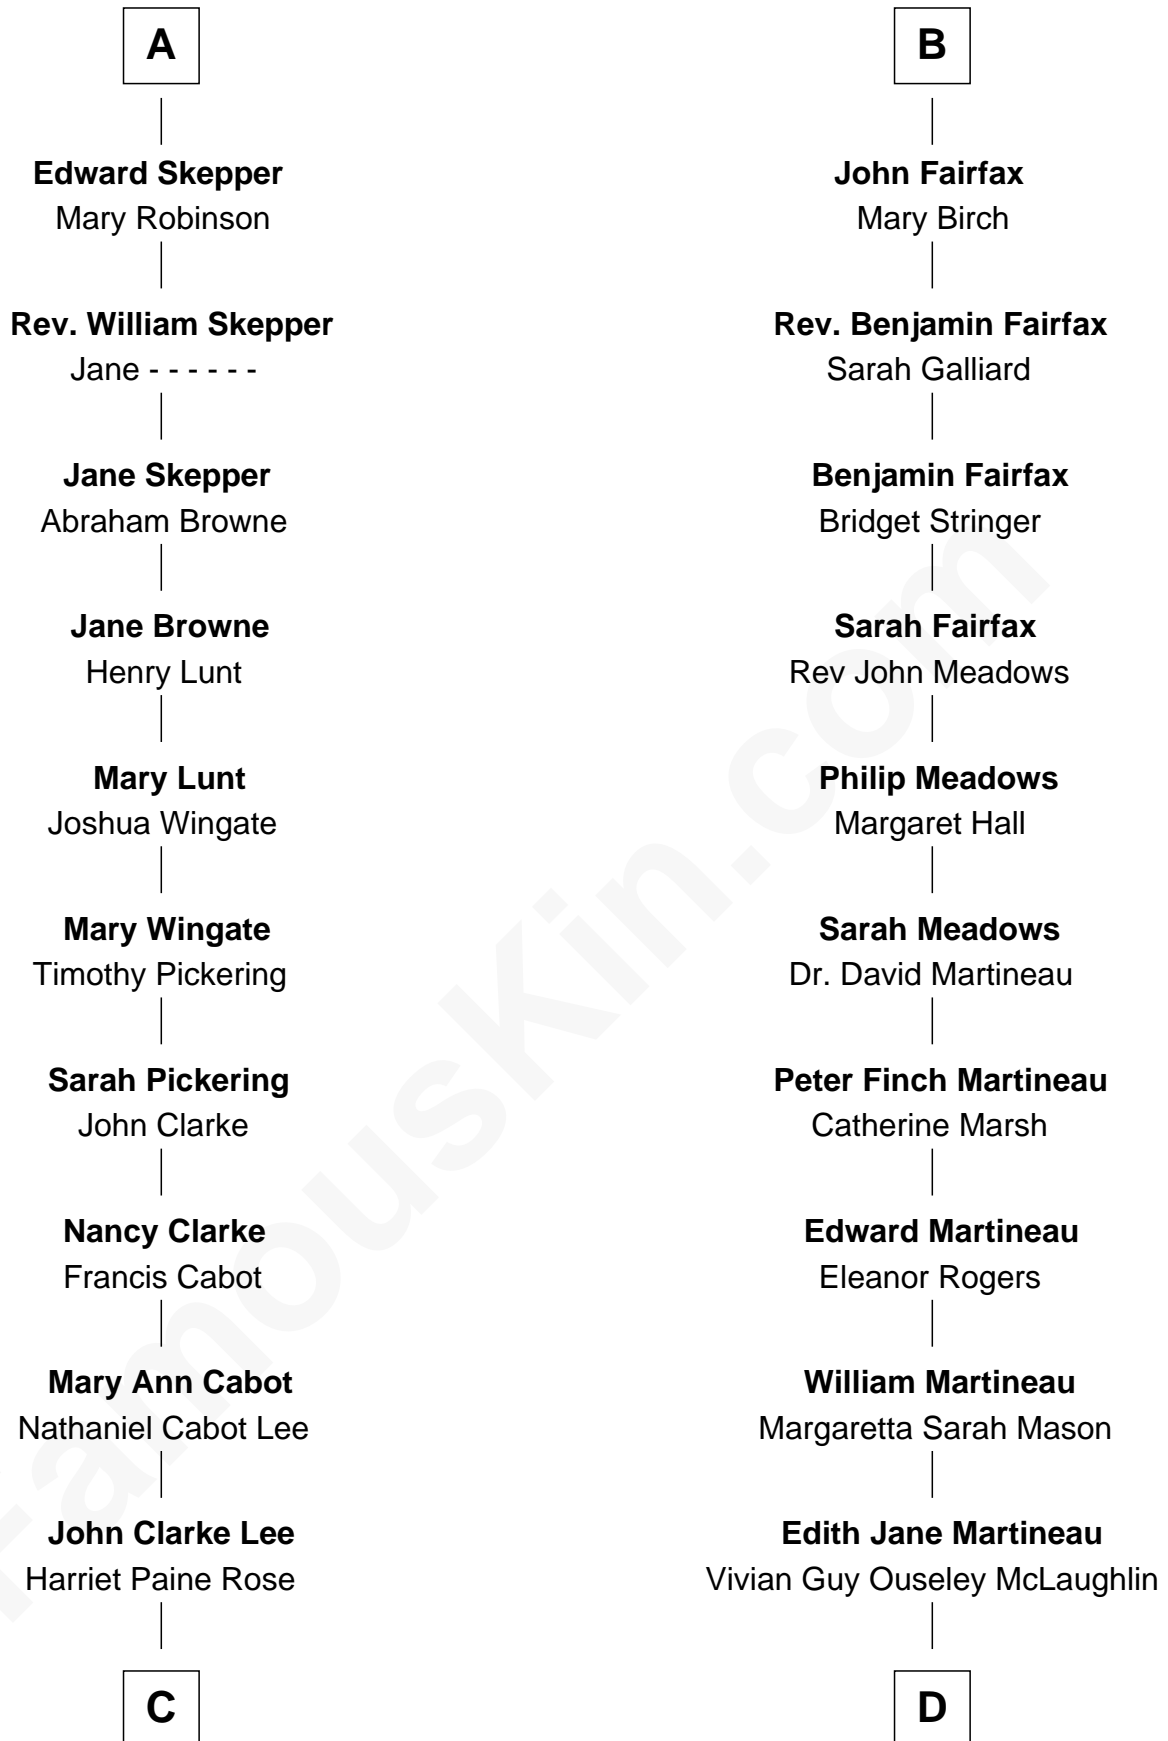 A
Edward Skepper
Mary Robinson
Rev. William Skepper
Jane - - - - - -
Jane Skepper
Abraham Browne
Jane Browne
Henry Lunt
Mary Lunt
Joshua Wingate
Mary Wingate
Timothy Pickering
Sarah Pickering
John Clarke
Nancy Clarke
Francis Cabot
Mary Ann Cabot
Nathaniel Cabot Lee
John Clarke Lee
Harriet Paine Rose
C
B
John Fairfax
Mary Birch
Rev. Benjamin Fairfax
Sarah Galliard
Benjamin Fairfax
Bridget Stringer
Sarah Fairfax
Rev John Meadows
Philip Meadows
Margaret Hall
Sarah Meadows
Dr. David Martineau
Peter Finch Martineau
Catherine Marsh
Edward Martineau
Eleanor Rogers
William Martineau
Margaretta Sarah Mason
Edith Jane Martineau
Vivian Guy Ouseley McLaughlin
D
FamousKin.com